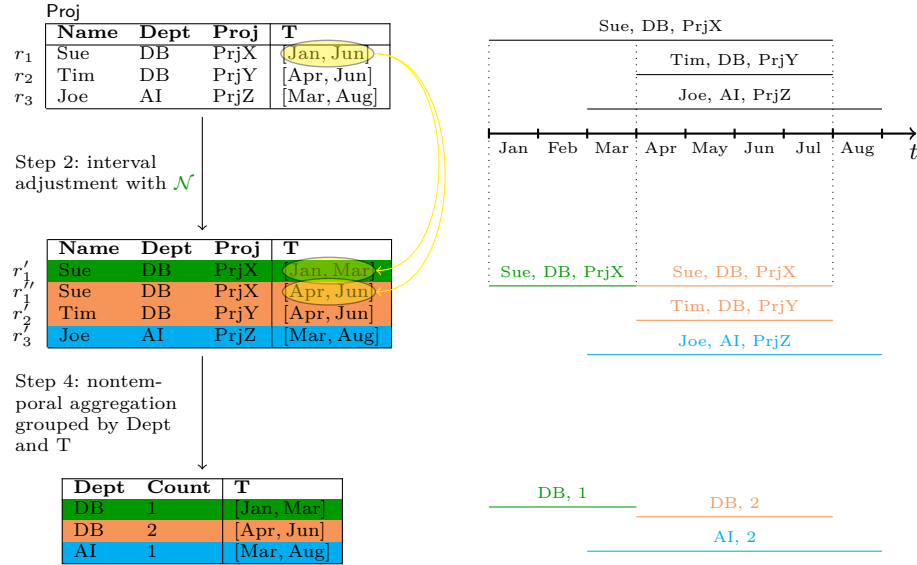 Proj
Name Dept Proj T
r₁ Sue DB PrjX [Jan, Jun]
r₂ Tim DB PrjY [Apr, Jun]
r₃ Joe AI PrjZ [Mar, Aug]
Step 2: interval
adjustment with 𝒩
Name Dept Proj T
r₁′ Sue DB PrjX [Jan, Mar]
r₁″ Sue DB PrjX [Apr, Jun]
r₂′ Tim DB PrjY [Apr, Jun]
r₃′ Joe AI PrjZ [Mar, Aug]
Step 4: nontem-
poral aggregation
grouped by Dept
and T
Dept Count T
DB 1 [Jan, Mar]
DB 2 [Apr, Jun]
AI 1 [Mar, Aug]
Sue, DB, PrjX
Tim, DB, PrjY
Joe, AI, PrjZ
Jan Feb Mar Apr May Jun Jul Aug t
Sue, DB, PrjX Sue, DB, PrjX
Tim, DB, PrjY
Joe, AI, PrjZ
DB, 1
DB, 2
AI, 2